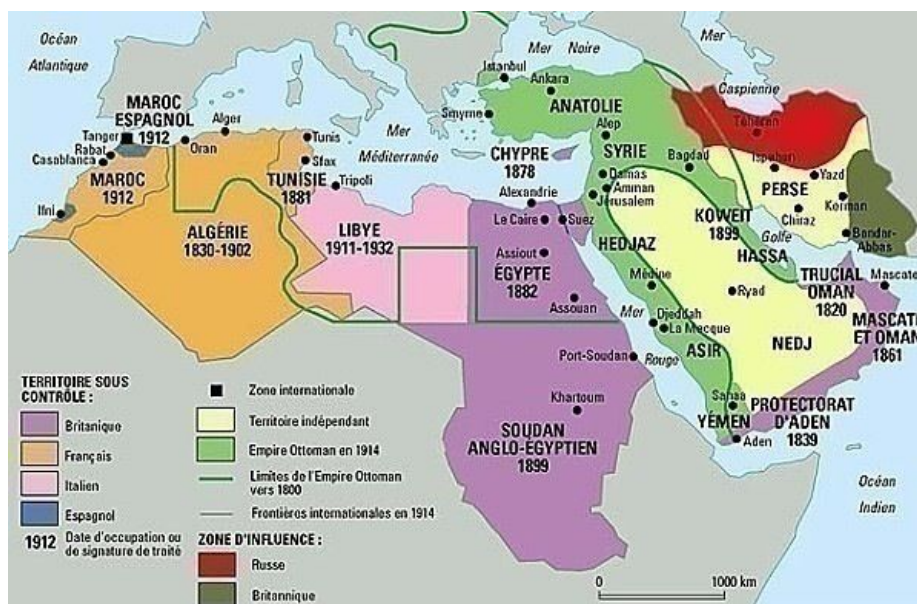 Océan
Atlantique
Mer Noire
Mer
Caspienne
Istanbul
Ankara
ANATOLIE
Smyrne
MAROC
ESPAGNOL
1912
Tanger
Rabat
Casablanca
MAROC
1912
Ifni
Alger
Oran
Tunis
Sfax
TUNISIE
1881
Tripoli
Mer
Méditerranée
CHYPRE
1878
Alep
SYRIE
Damas
Amman
Jérusalem
Bagdad
Téhéran
Ispahan
Yazd
PERSE
Kerman
Chiraz
Bandar-
Abbas
KOWEIT
1899
Golfe
HASSA
Alexandrie
Le Caire
Suez
ALGÉRIE
1830-1902
LIBYE
1911-1932
Assiout
ÉGYPTE
1882
Assouan
HEDJAZ
Médine
Mer
Djeddah
La Mecque
Rouge
ASIR
Ryad
NEDJ
TRUCIAL
OMAN
1820
Mascate
MASCATE
ET OMAN
1861
Port-Soudan
Khartoum
SOUDAN
ANGLO-ÉGYPTIEN
1899
Sanaa
YÉMEN
Aden
PROTECTORAT
D'ADEN
1839
Océan
Indien
TERRITOIRE SOUS
CONTRÔLE :
Britanique
Français
Italien
Espagnol
1912 Date d'occupation ou
de signature de traité
Zone internationale
Territoire indépendant
Empire Ottoman en 1914
Limites de l'Empire Ottoman
vers 1800
Frontières internationales en 1914
ZONE D'INFLUENCE :
Russe
Britannique
0 1000 km